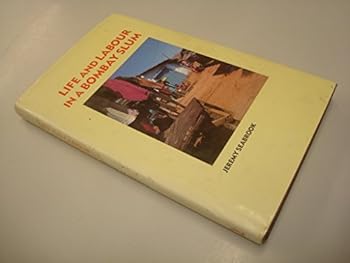 LIFE AND LABOUR
IN A BOMBAY SLUM
JEREMY SEABROOK